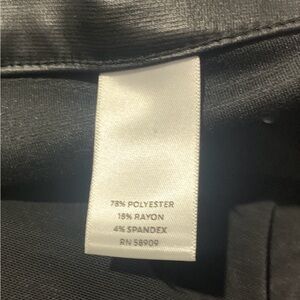 78% POLYESTER
18% RAYON
4% SPANDEX
RN 58909